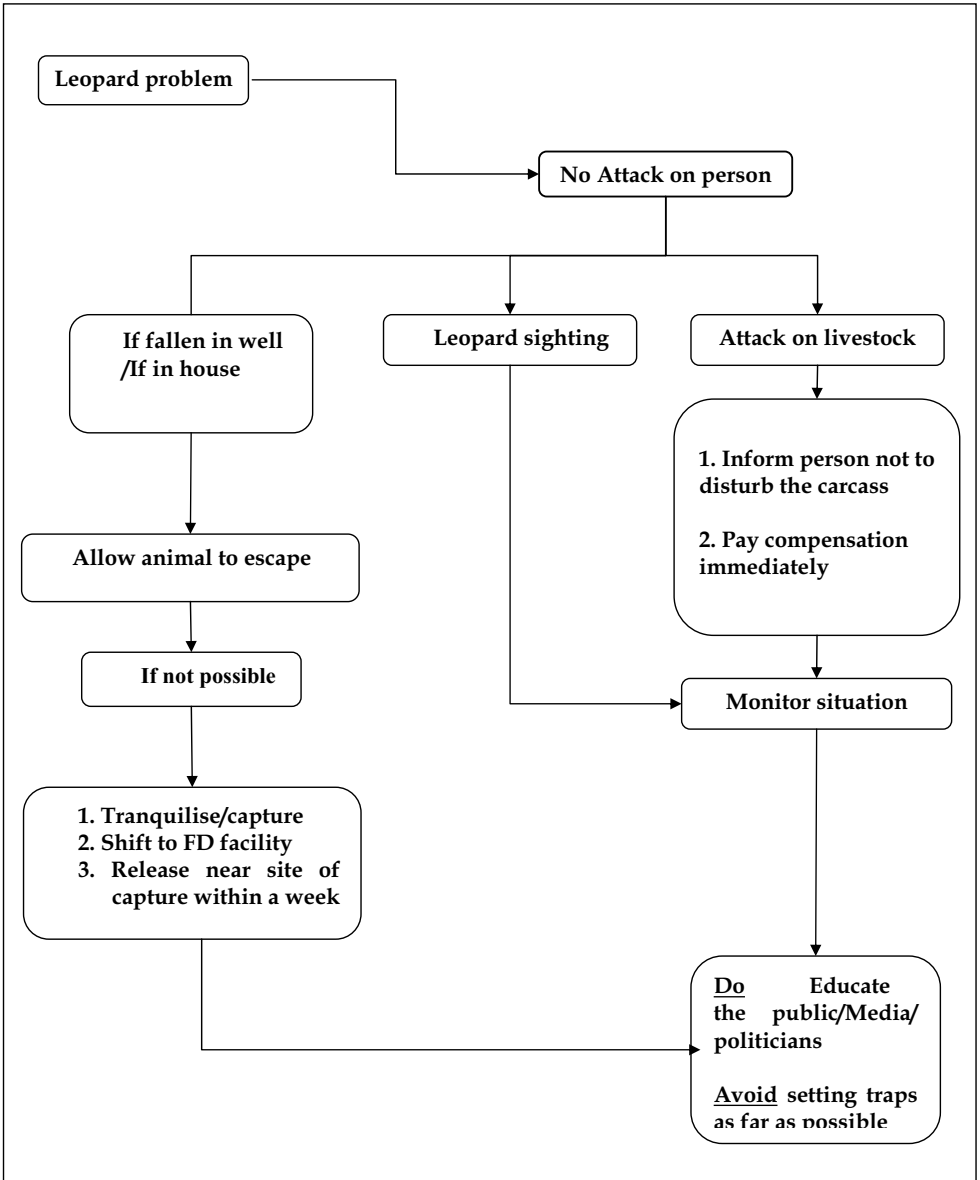 Leopard problem
No Attack on person
If fallen in well
/If in house
Leopard sighting
Attack on livestock
1. Inform person not to
disturb the carcass
2. Pay compensation
immediately
Allow animal to escape
If not possible
Monitor situation
1. Tranquilise/capture
2. Shift to FD facility
3. Release near site of
capture within a week
Do Educate
the public/Media/
politicians
Avoid setting traps
as far as possible